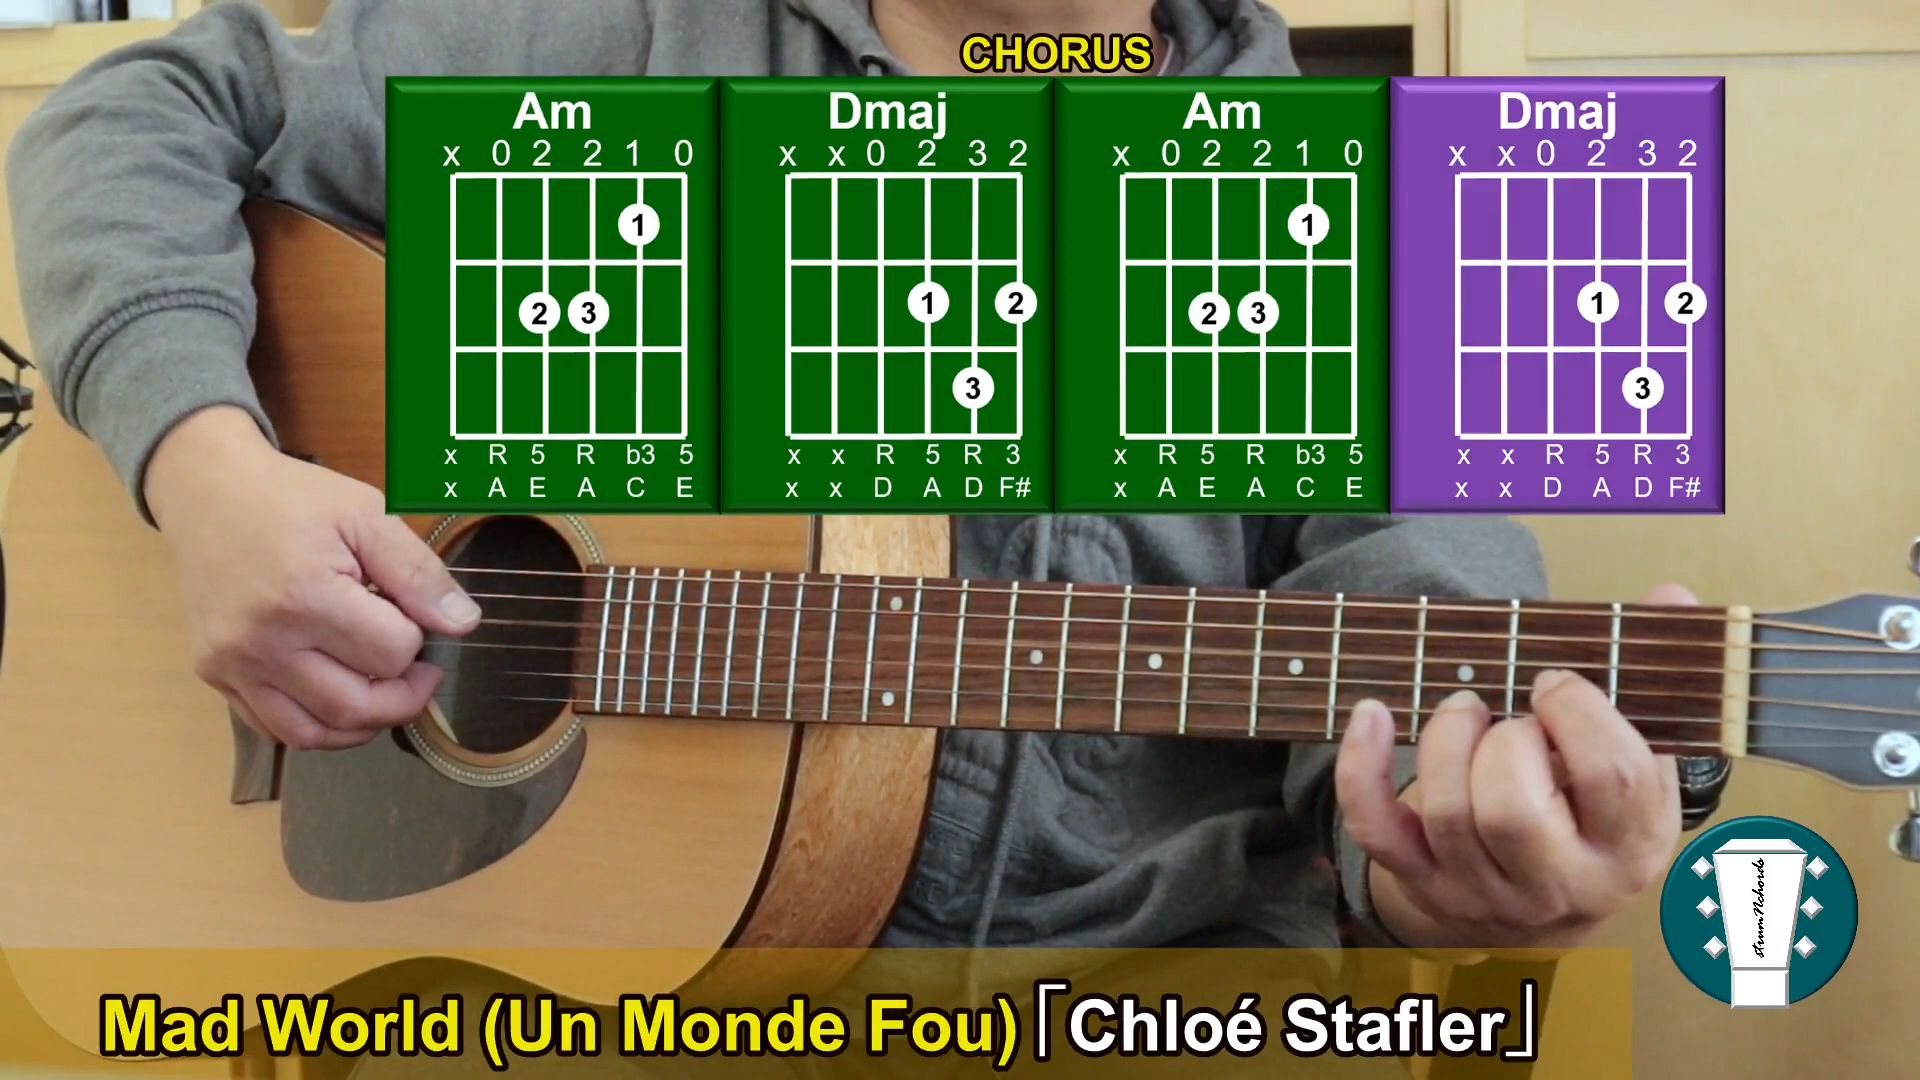 CHORUS
Am Dmaj Am Dmaj
x 0 2 2 1 0 x x 0 2 3 2 x 0 2 2 1 0 x x 0 2 3 2
1 1
2 3 1 2 2 3 1 2
3 3
x R 5 R b3 5 x x R 5 R 3 x R 5 R b3 5 x x R 5 R 3
x A E A C E x x D A D F# x A E A C E x x D A D F#
strumNchords
Mad World (Un Monde Fou)「Chloé Stafler」